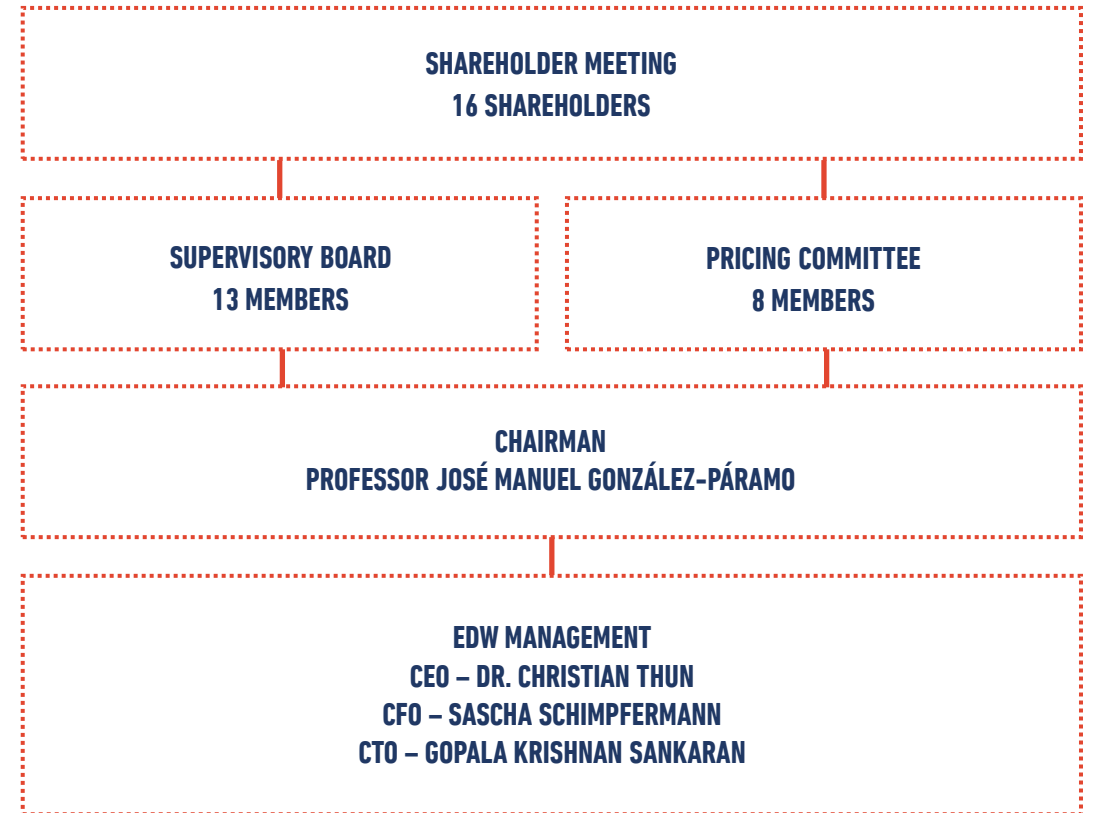 SHAREHOLDER MEETING
16 SHAREHOLDERS
SUPERVISORY BOARD
13 MEMBERS
PRICING COMMITTEE
8 MEMBERS
CHAIRMAN
PROFESSOR JOSÉ MANUEL GONZÁLEZ-PÁRAMO
EDW MANAGEMENT
CEO – DR. CHRISTIAN THUN
CFO – SASCHA SCHIMPFERMANN
CTO – GOPALA KRISHNAN SANKARAN